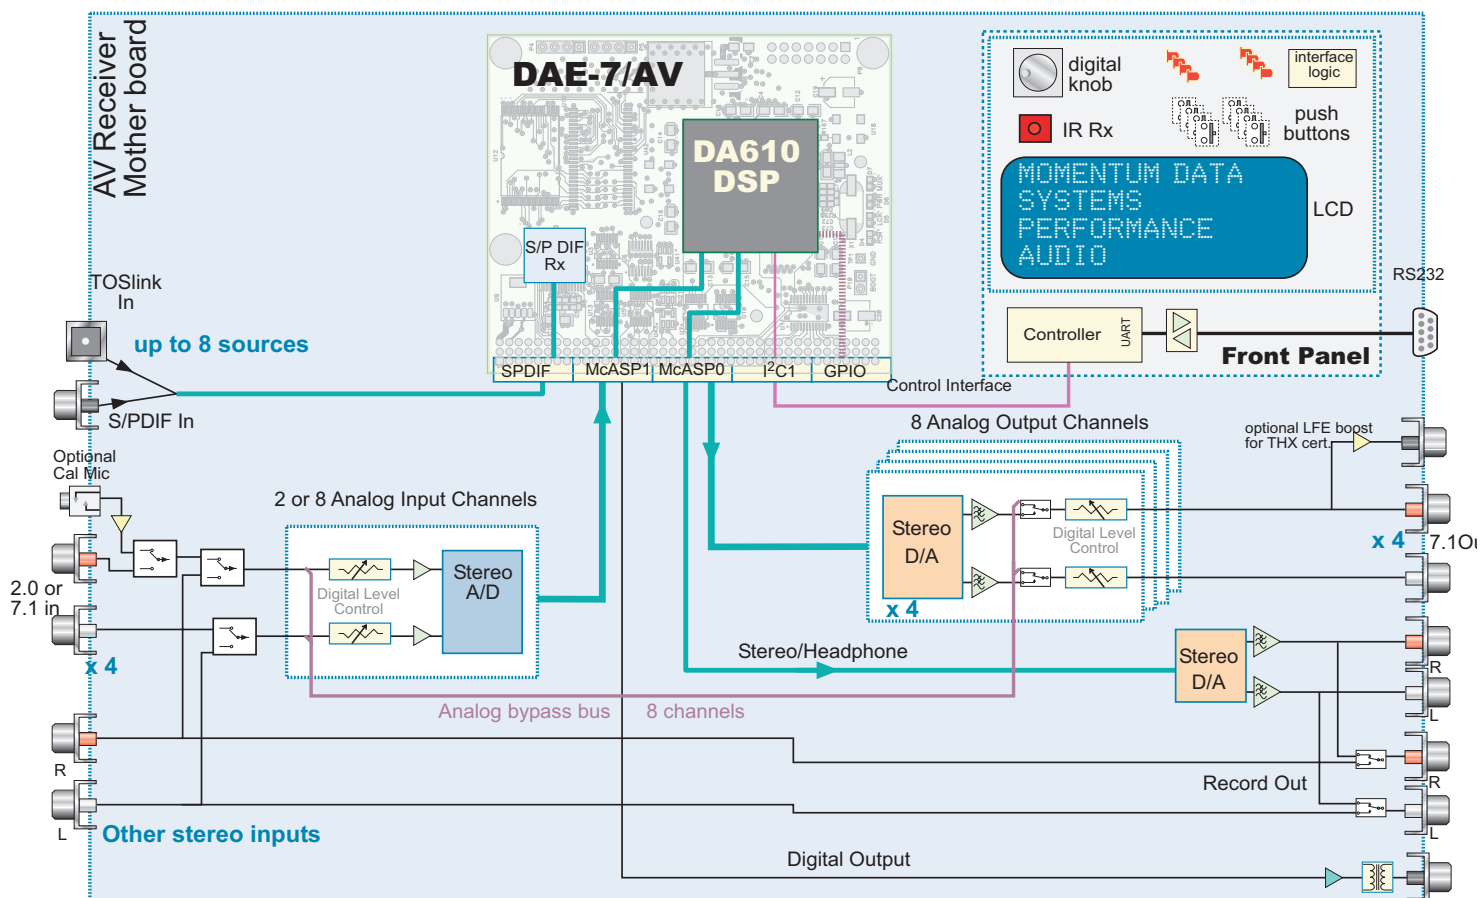 AV Receiver
Mother board
DAE-7/AV
DA610
DSP
S/P DIF
Rx
SPDIF
McASP1
McASP0
I²C1
GPIO
digital
knob
interface
logic
IR Rx
push
buttons
MOMENTUM DATA
SYSTEMS
PERFORMANCE
AUDIO
LCD
RS232
Controller
UART
Front Panel
Control Interface
TOSlink
In
up to 8 sources
S/PDIF In
Optional
Cal Mic
2 or 8 Analog Input Channels
Digital Level
Control
Stereo
A/D
2.0 or
7.1 in
x 4
8 Analog Output Channels
Stereo
D/A
x 4
Digital Level
Control
optional LFE boost
for THX cert.
x 4
7.1Ou
Stereo/Headphone
Stereo
D/A
R
L
Analog bypass bus
8 channels
R
L
Other stereo inputs
Record Out
R
L
Digital Output